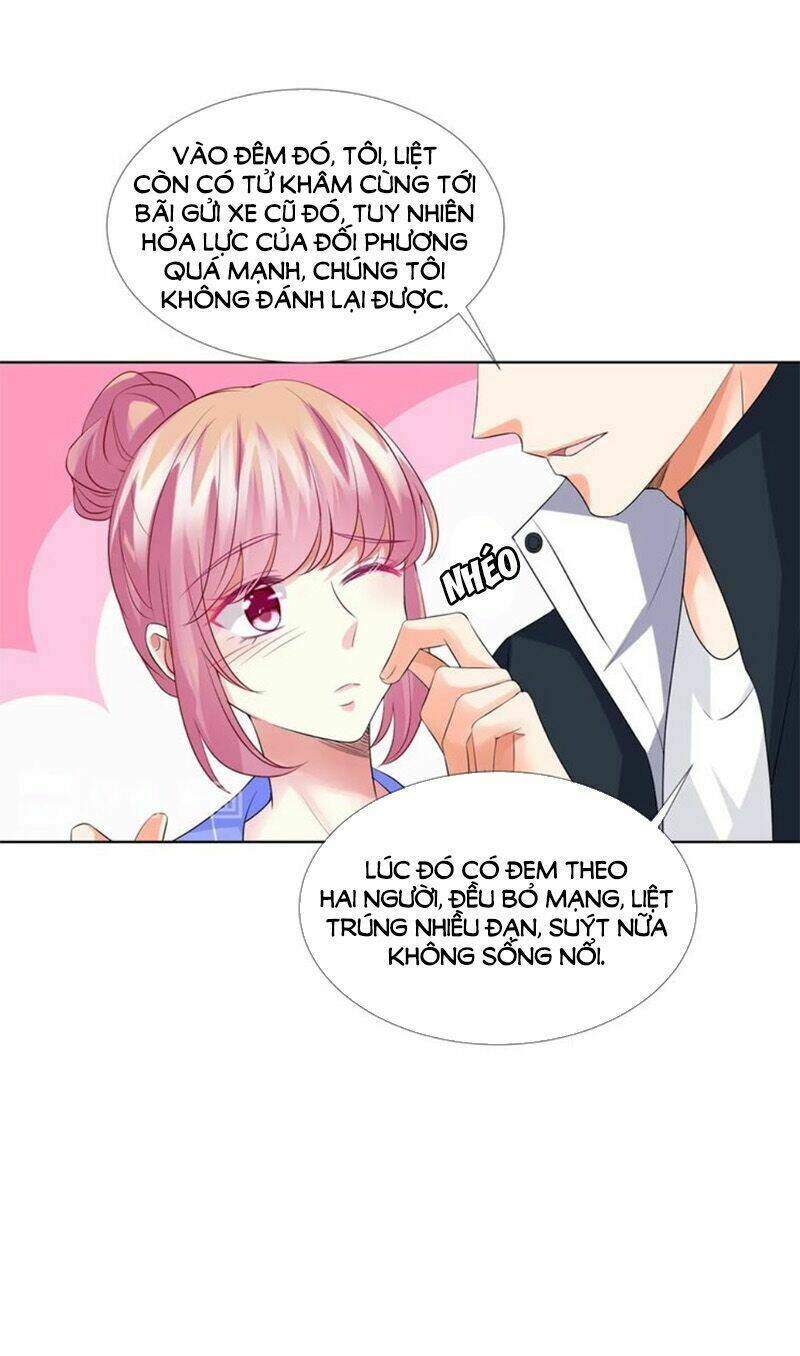 VÀO ĐÊM ĐÓ, TÔI, LIỆT
CÒN CÓ TỬ KHÂM CÙNG TỚI
BÃI GỬI XE CŨ ĐÓ, TUY NHIÊN
HỎA LỰC CỦA ĐỐI PHƯƠNG
QUÁ MẠNH, CHÚNG TÔI
KHÔNG ĐÁNH LẠI ĐƯỢC.
NHÉO
LÚC ĐÓ CÓ ĐEM THEO
HAI NGƯỜI, ĐỀU BỎ MẠNG, LIỆT
TRÚNG NHIỀU ĐẠN, SUÝT NỮA
KHÔNG SỐNG NỔI.